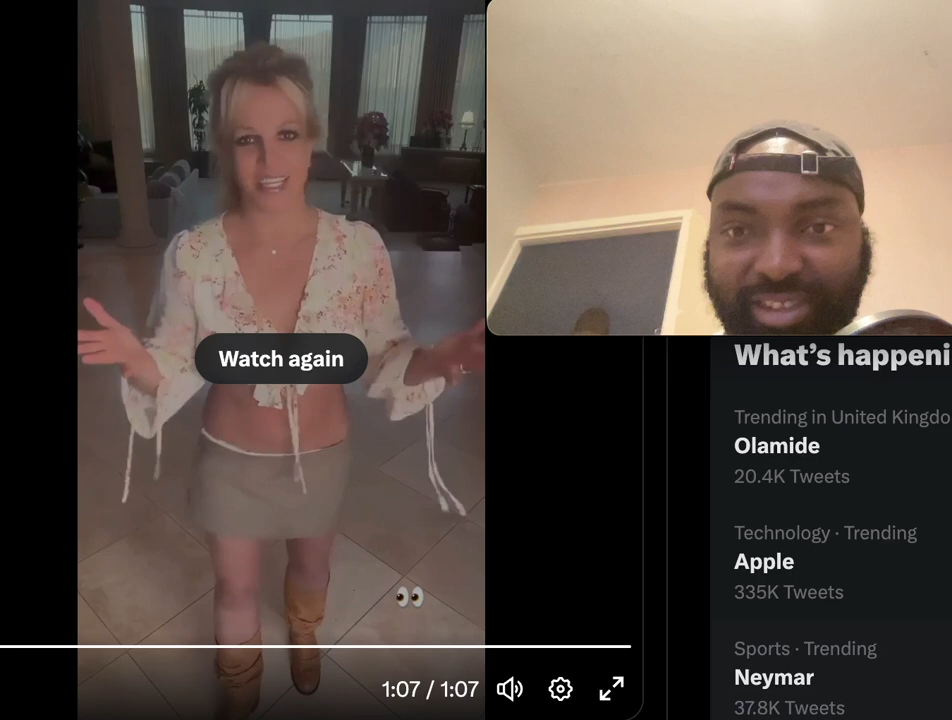 Watch again
1:07 / 1:07
What's happeni
Trending in United Kingdo
Olamide
20.4K Tweets
Technology · Trending
Apple
335K Tweets
Sports · Trending
Neymar
37.8K Tweets